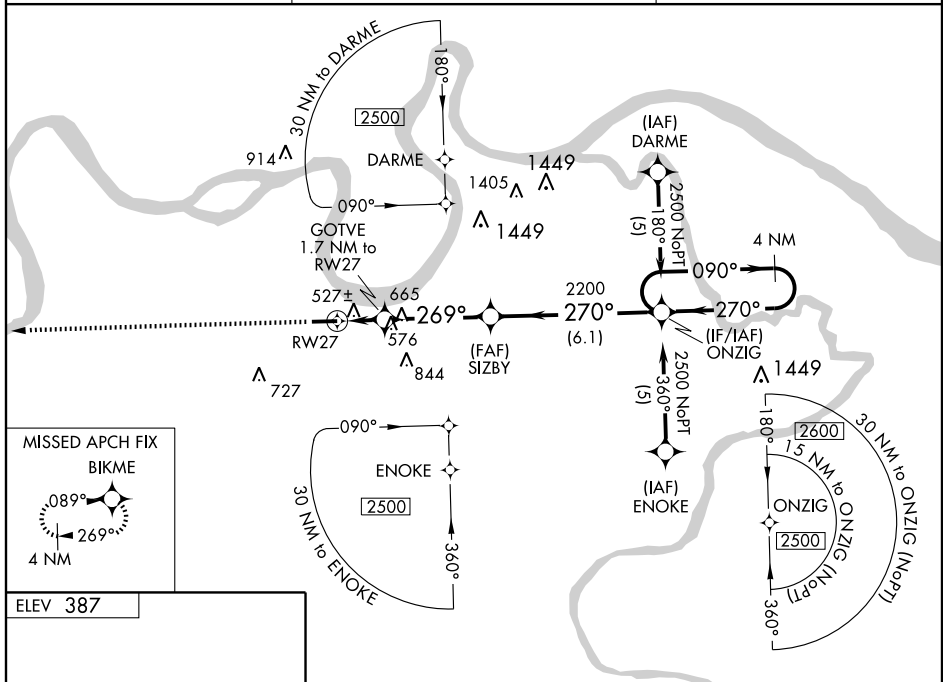 30 NM to DARME
180°
2500
DARME
090°
914
1405
1449
1449
(IAF)
DARME
2500 NoPT
180°
(5)
4 NM
090°
270°
GOTVE
1.7 NM to
RW27
527±
665
576
RW27
269°
(FAF)
SIZBY
2200
270°
(6.1)
(IF/IAF)
ONZIG
844
727
2500 NoPT
360°
(5)
(IAF)
ENOKE
1449
MISSED APCH FIX
BIKME
089°
269°
4 NM
090°
ENOKE
2500
360°
30 NM to ENOKE
180°
2600
30 NM to ONZIG (NoPT)
15 NM to ONZIG (NoPT)
ONZIG
2500
360°
ELEV 387